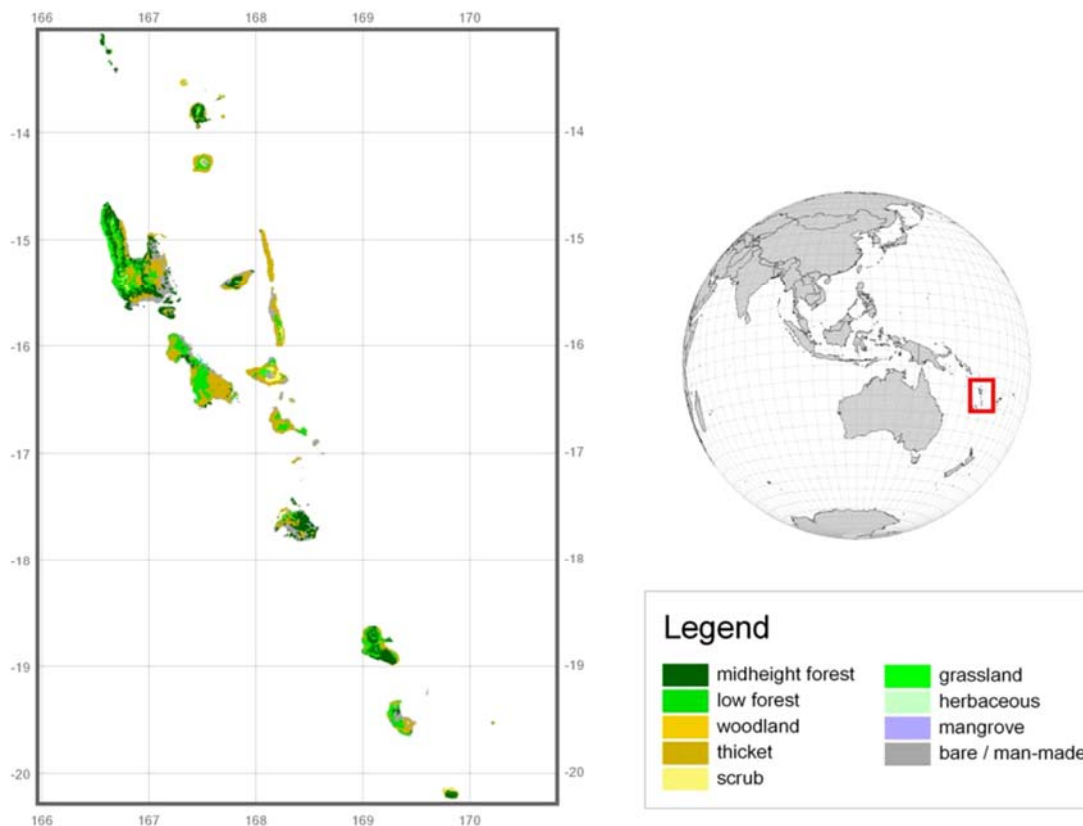 166 167 168 169 170
-14 -14
-15 -15
-16 -16
-17 -17
-18 -18
-19 -19
-20 -20
166 167 168 169 170
Legend
midheight forest
low forest
woodland
thicket
scrub
grassland
herbaceous
mangrove
bare / man-made